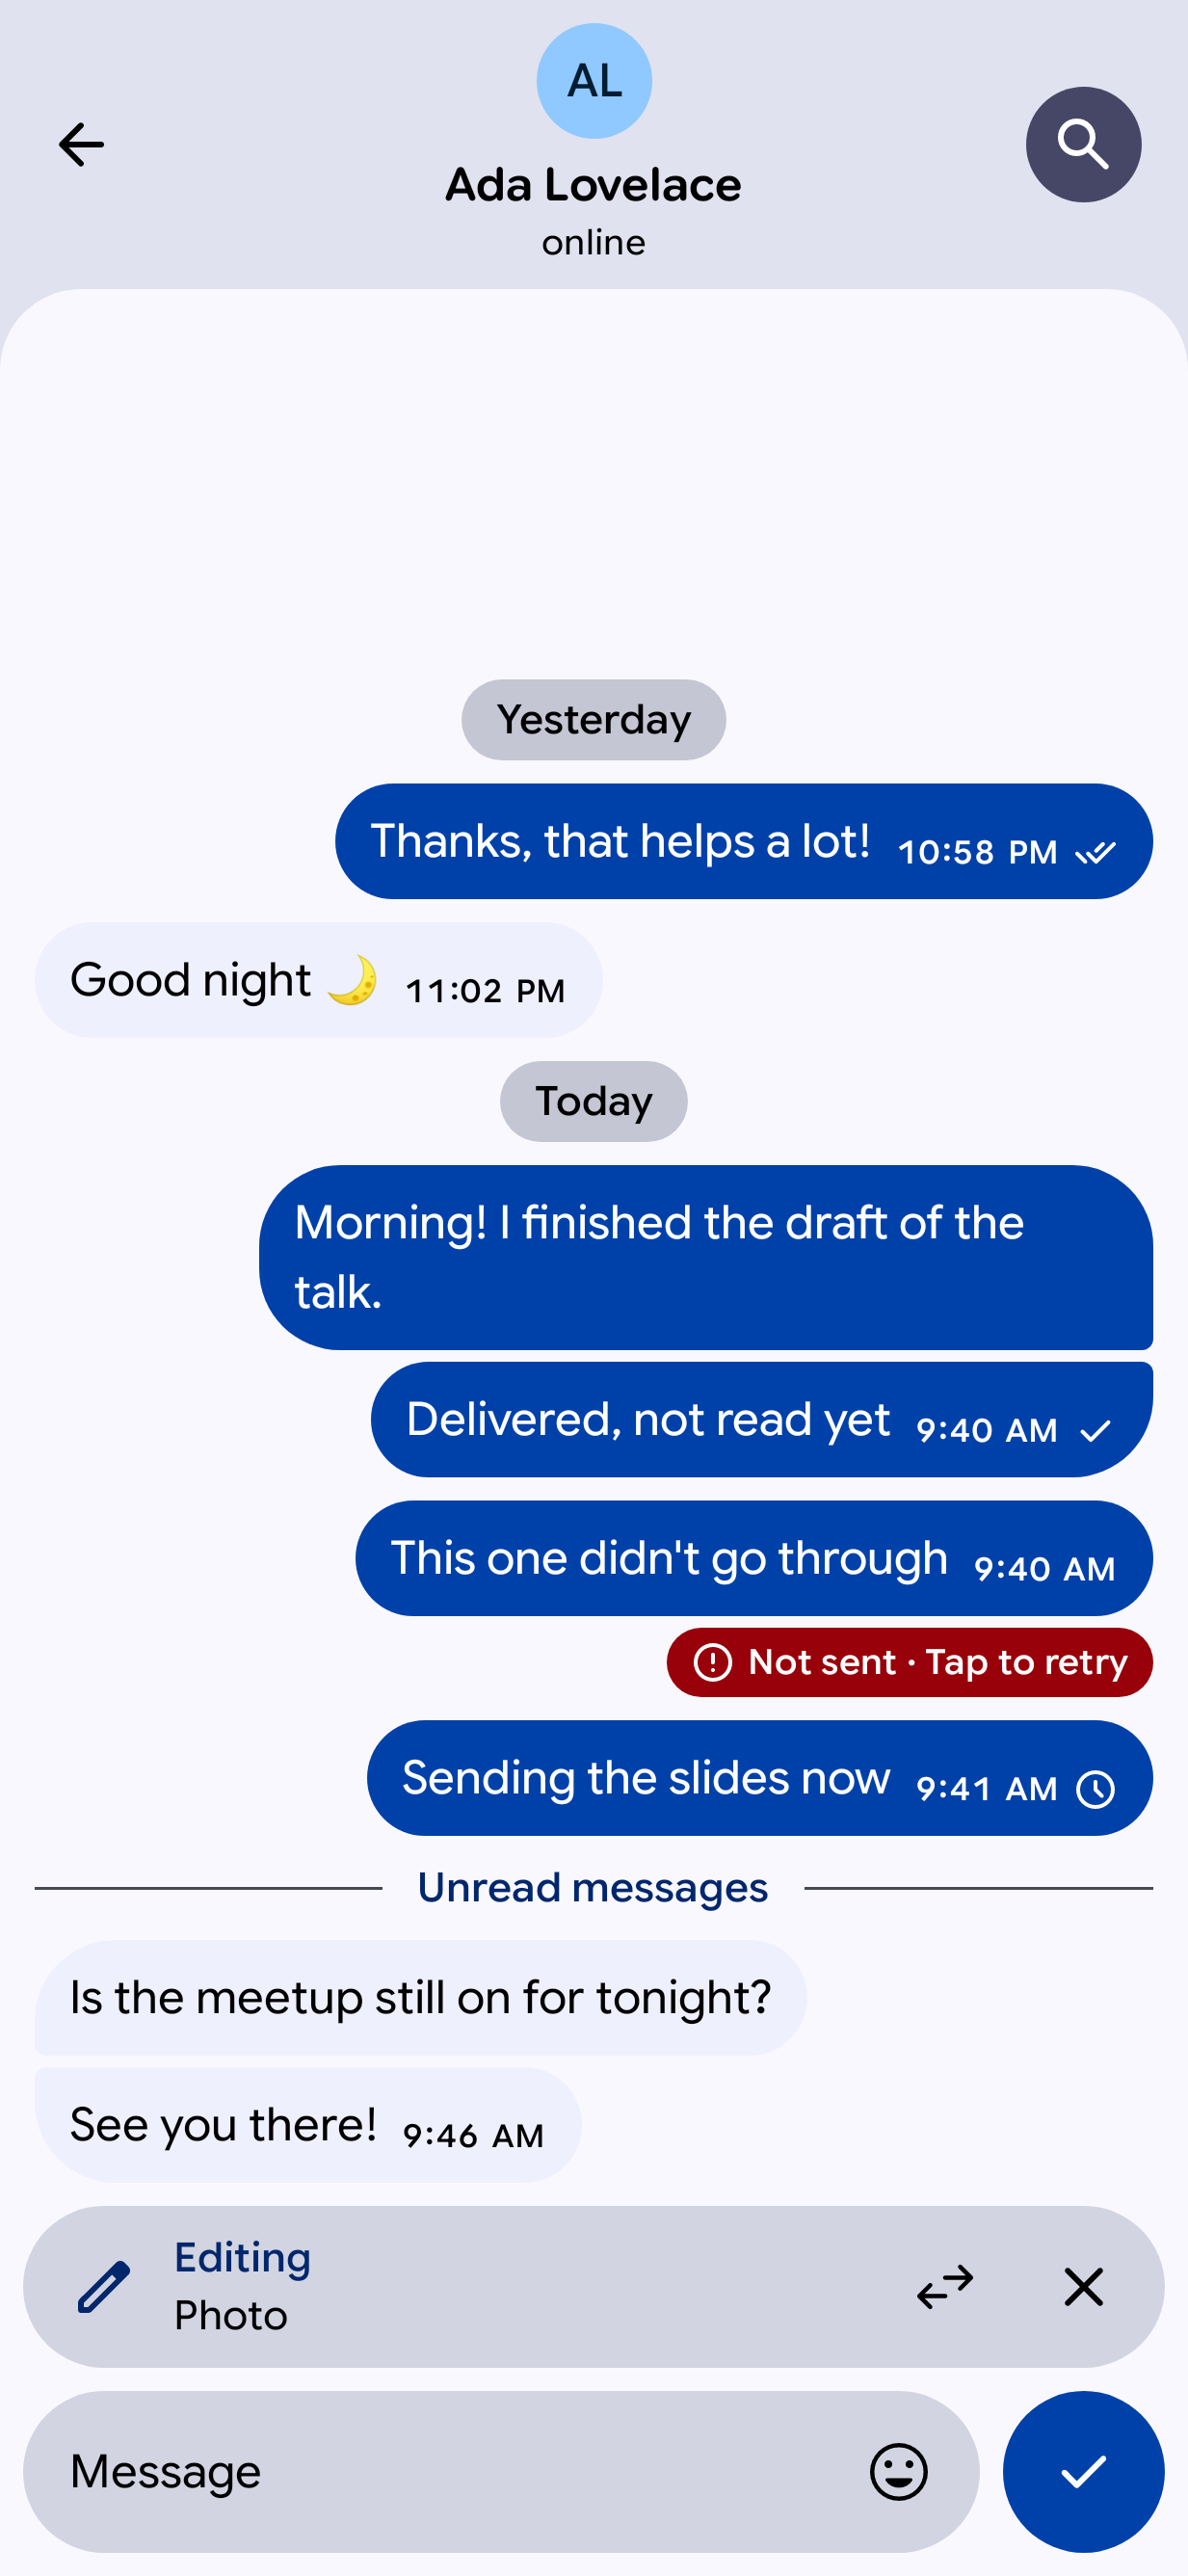 AL
Ada Lovelace
online
Yesterday
Thanks, that helps a lot! 10:58 PM
Good night 🌙 11:02 PM
Today
Morning! I finished the draft of the
talk.
Delivered, not read yet 9:40 AM
This one didn't go through 9:40 AM
Not sent · Tap to retry
Sending the slides now 9:41 AM
Unread messages
Is the meetup still on for tonight?
See you there! 9:46 AM
Editing
Photo
Message